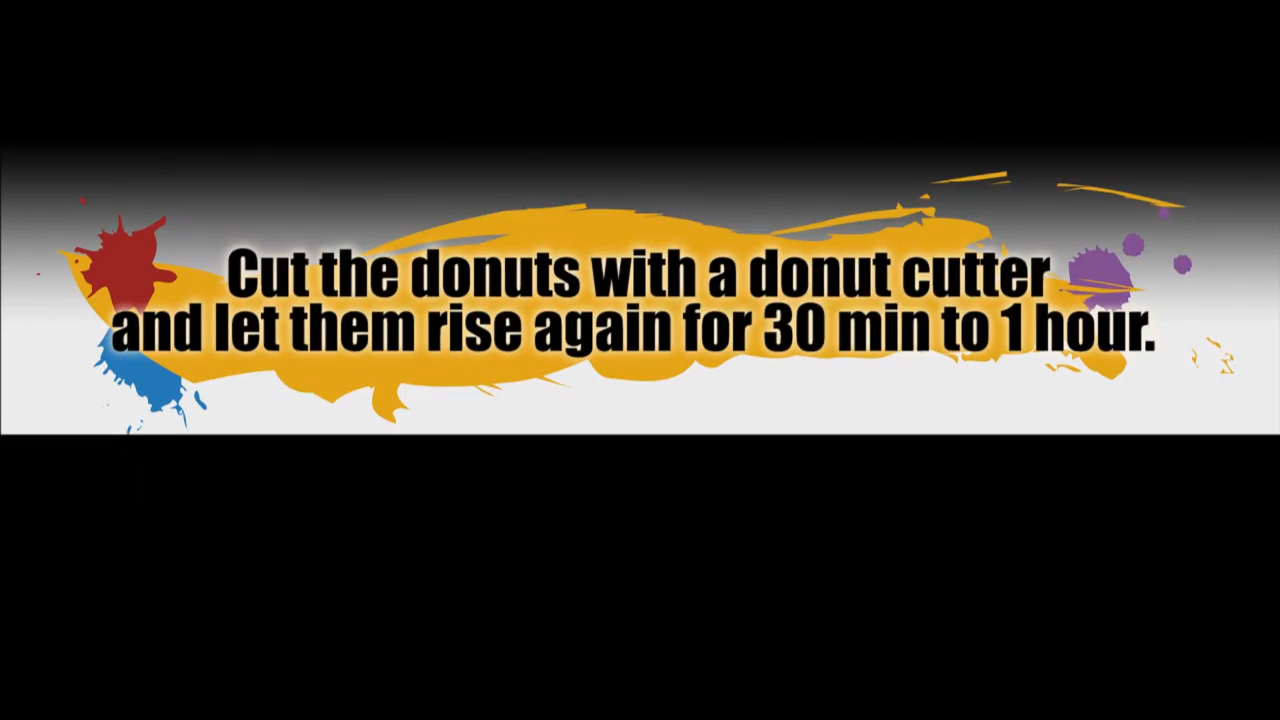 Cut the donuts with a donut cutter
and let them rise again for 30 min to 1 hour.